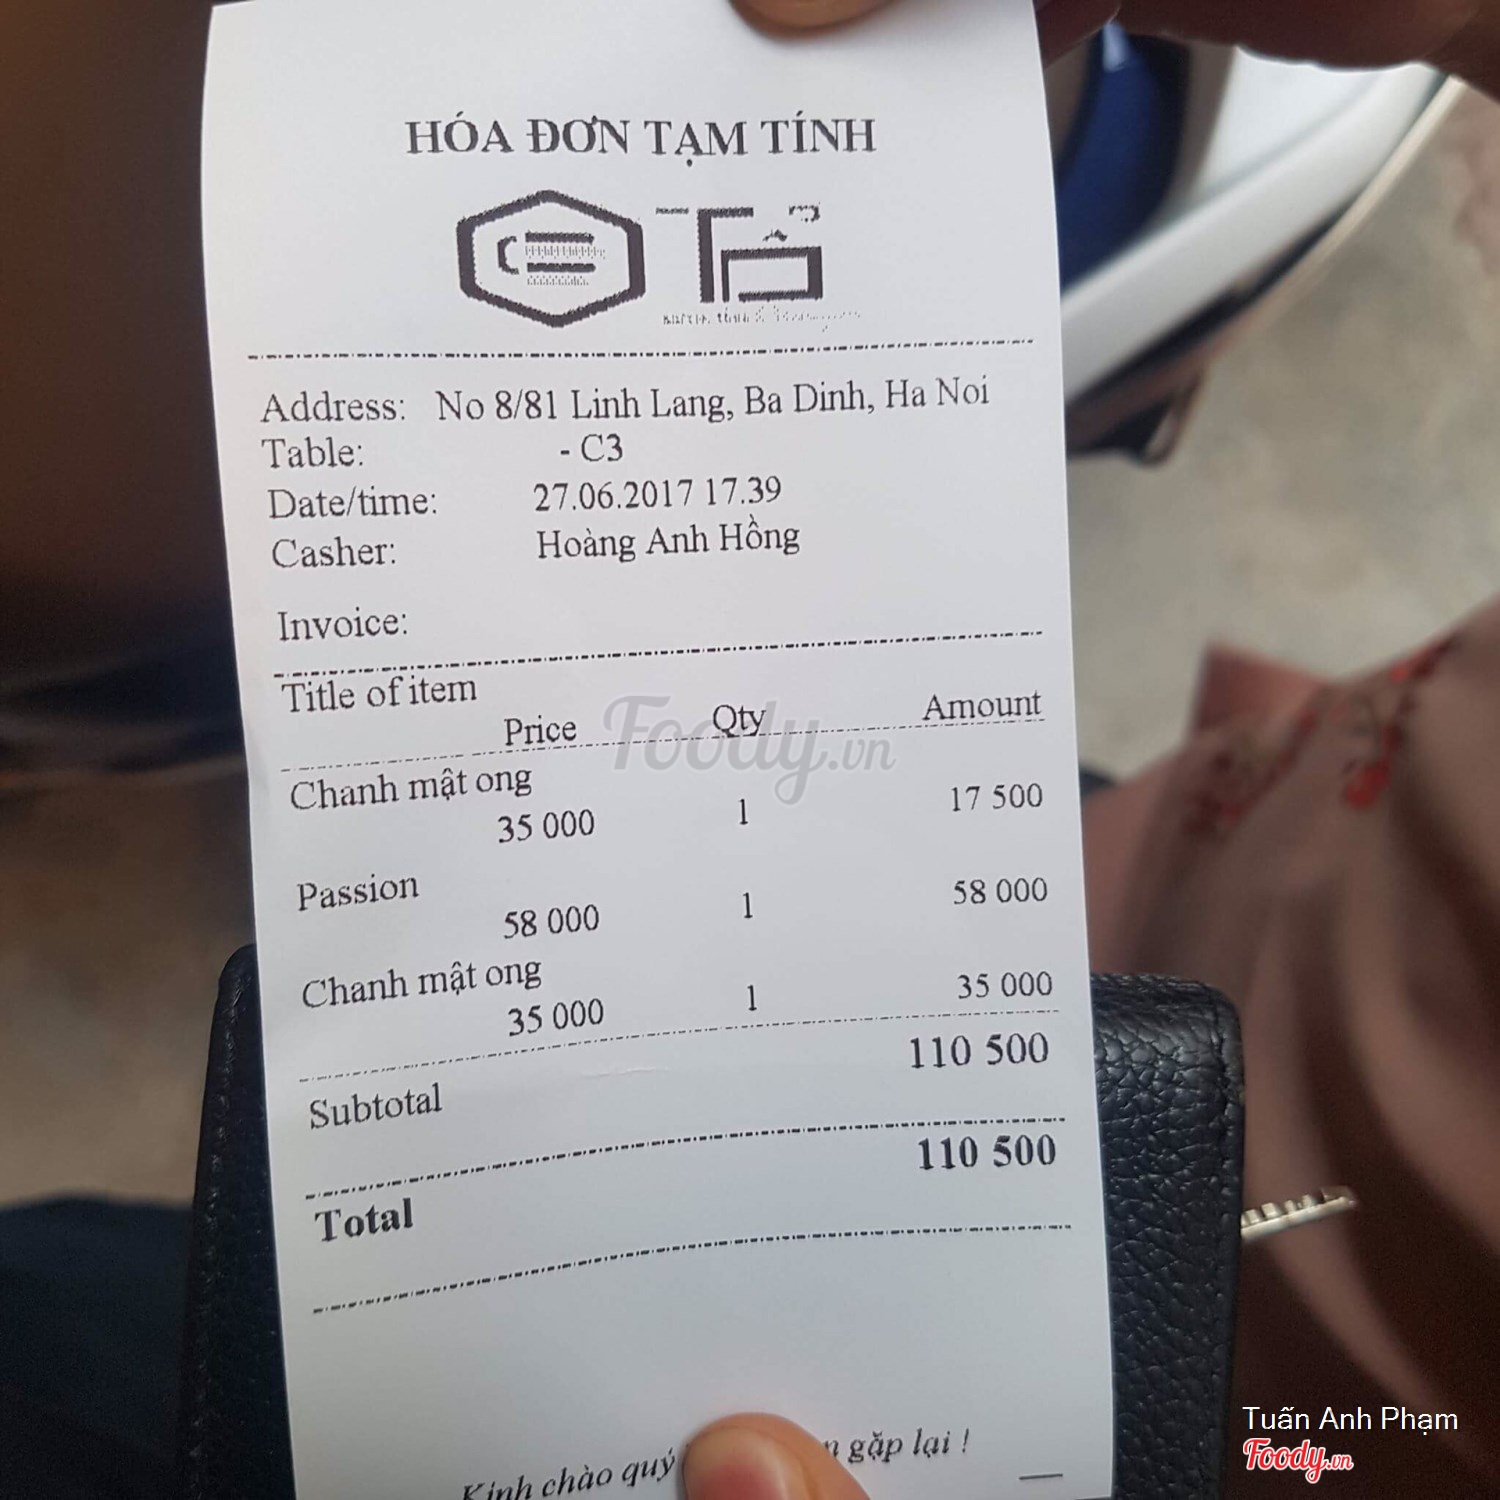 HÓA ĐƠN TẠM TÍNH
TỔ
Address: No 8/81 Linh Lang, Ba Dinh, Ha Noi
Table: - C3
Date/time: 27.06.2017 17.39
Casher: Hoàng Anh Hồng
Invoice:
Title of item
Price Qty Amount
Foody.vn
Chanh mật ong
35 000 1 17 500
Passion
58 000 1 58 000
Chanh mật ong
35 000 1 35 000
110 500
Subtotal
110 500
Total
Kính chào quý gặp lại !
Tuấn Anh Phạm
Foody.vn